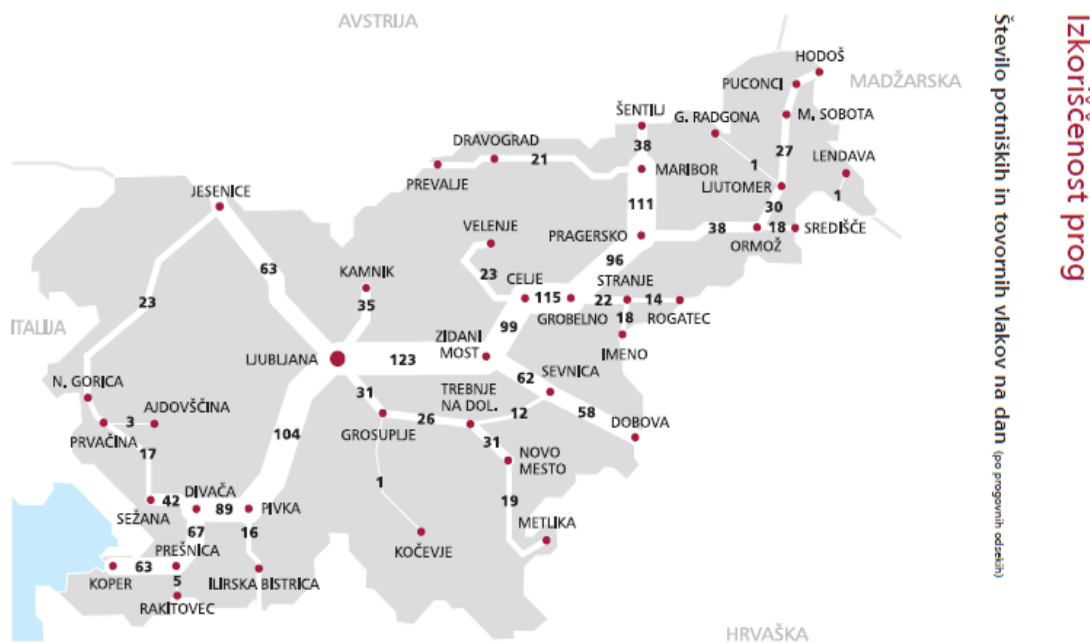 Izkoriščenost prog
Število potniških in tovornih vlakov na dan (po progovnih odsekih)
AVSTRIJA
HODOŠ
MADŽARSKA
PUCONCI
ŠENTILJ
G. RADGONA
M. SOBOTA
DRAVOGRAD
38
21
1
27
LENDAVA
PREVALJE
MARIBOR
LJUTOMER
1
JESENICE
111
30
VELENJE
PRAGERSKO
38
18
SREDIŠČE
ORMOŽ
63
KAMNIK
23
CELJE
96
STRANJE
23
35
115
22
14
GROBELNO
18
ROGATEC
ITALIJA
99
ZIDANI
MOST
IMENO
LJUBLJANA
123
SEVNICA
62
N. GORICA
31
TREBNJE
NA DOL.
AJDOVŠČINA
3
26
12
58
DOBOVA
PRVAČINA
104
GROSUPLJE
31
17
NOVO
MESTO
1
DIVAČA
42
89
PIVKA
19
SEŽANA
67
16
METLIKA
PREŠNICA
KOČEVJE
63
5
KOPER
ILIRSKA BISTRICA
RAKITOVEC
HRVAŠKA